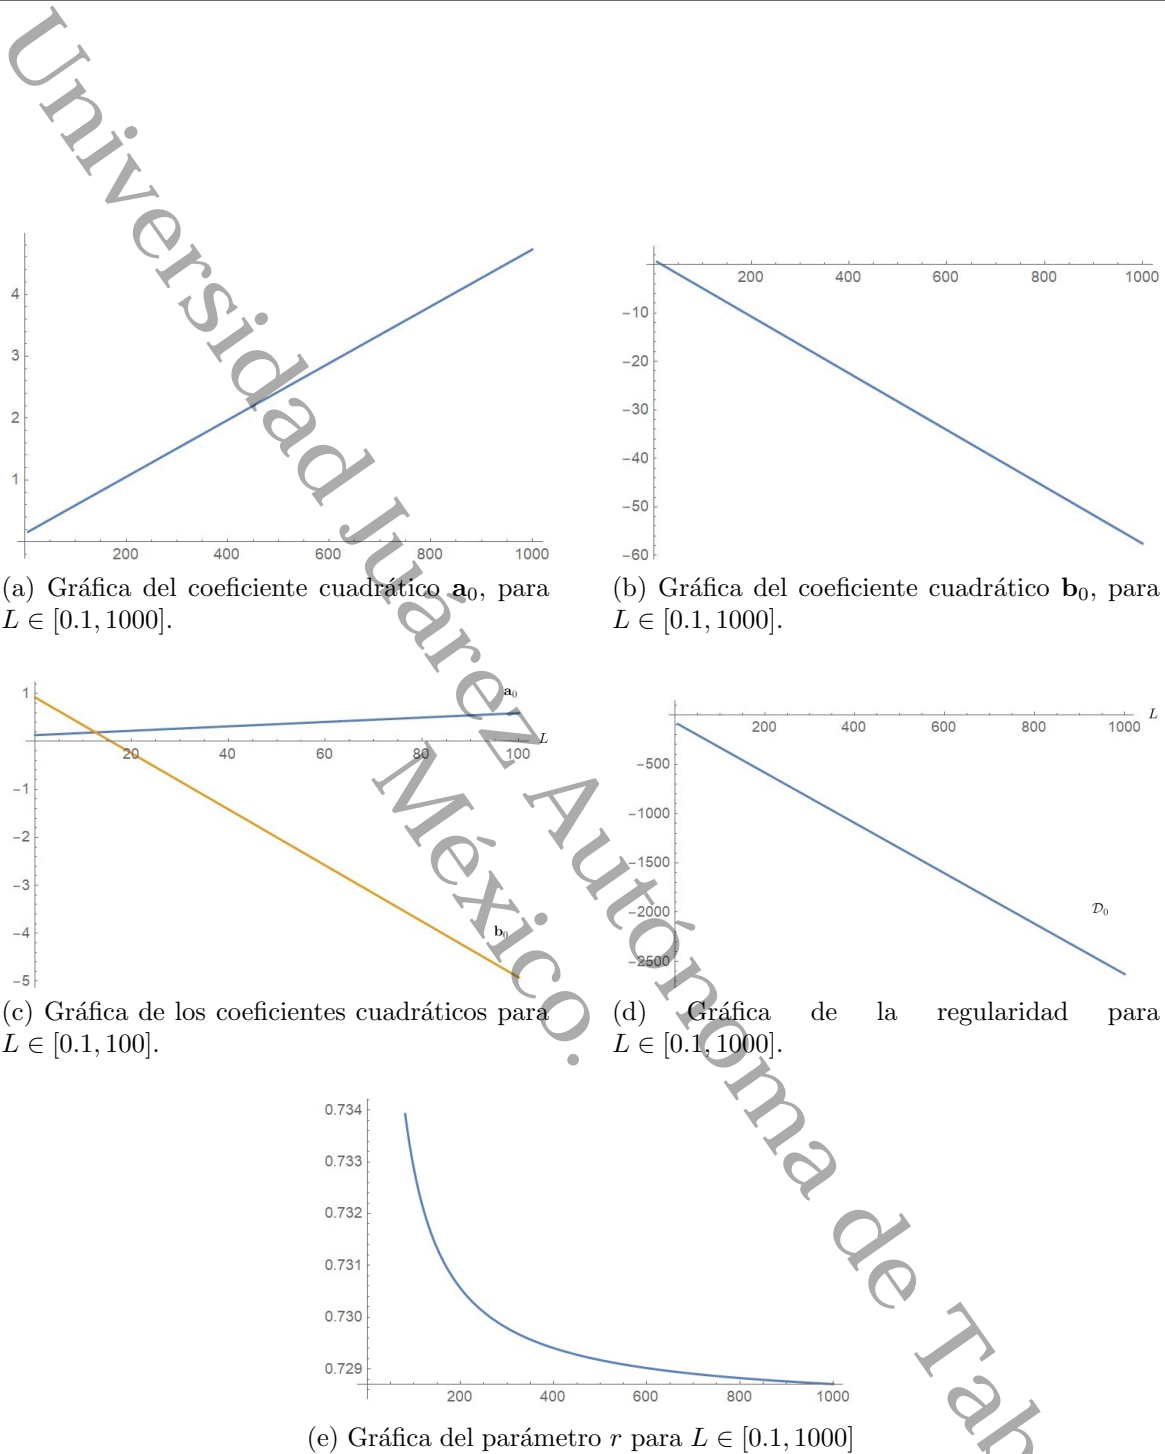 4
3
2
1
200 400 600 800 1000
(a) Gráfica del coeficiente cuadrático a₀, para
L ∈ [0.1, 1000].
200 400 600 800 1000
−10
−20
−30
−40
−50
−60
(b) Gráfica del coeficiente cuadrático b₀, para
L ∈ [0.1, 1000].
1
a₀
L
20 40 60 80 100
−1
−2
−3
−4
b₀
−5
(c) Gráfica de los coeficientes cuadráticos para
L ∈ [0.1, 100].
L
200 400 600 800 1000
−500
−1000
−1500
−2000
𝒟₀
−2500
(d) Gráfica de la regularidad para
L ∈ [0.1, 1000].
0.734
0.733
0.732
0.731
0.730
0.729
200 400 600 800 1000
(e) Gráfica del parámetro r para L ∈ [0.1, 1000]
Universidad Juárez Autónoma de Tab
México.